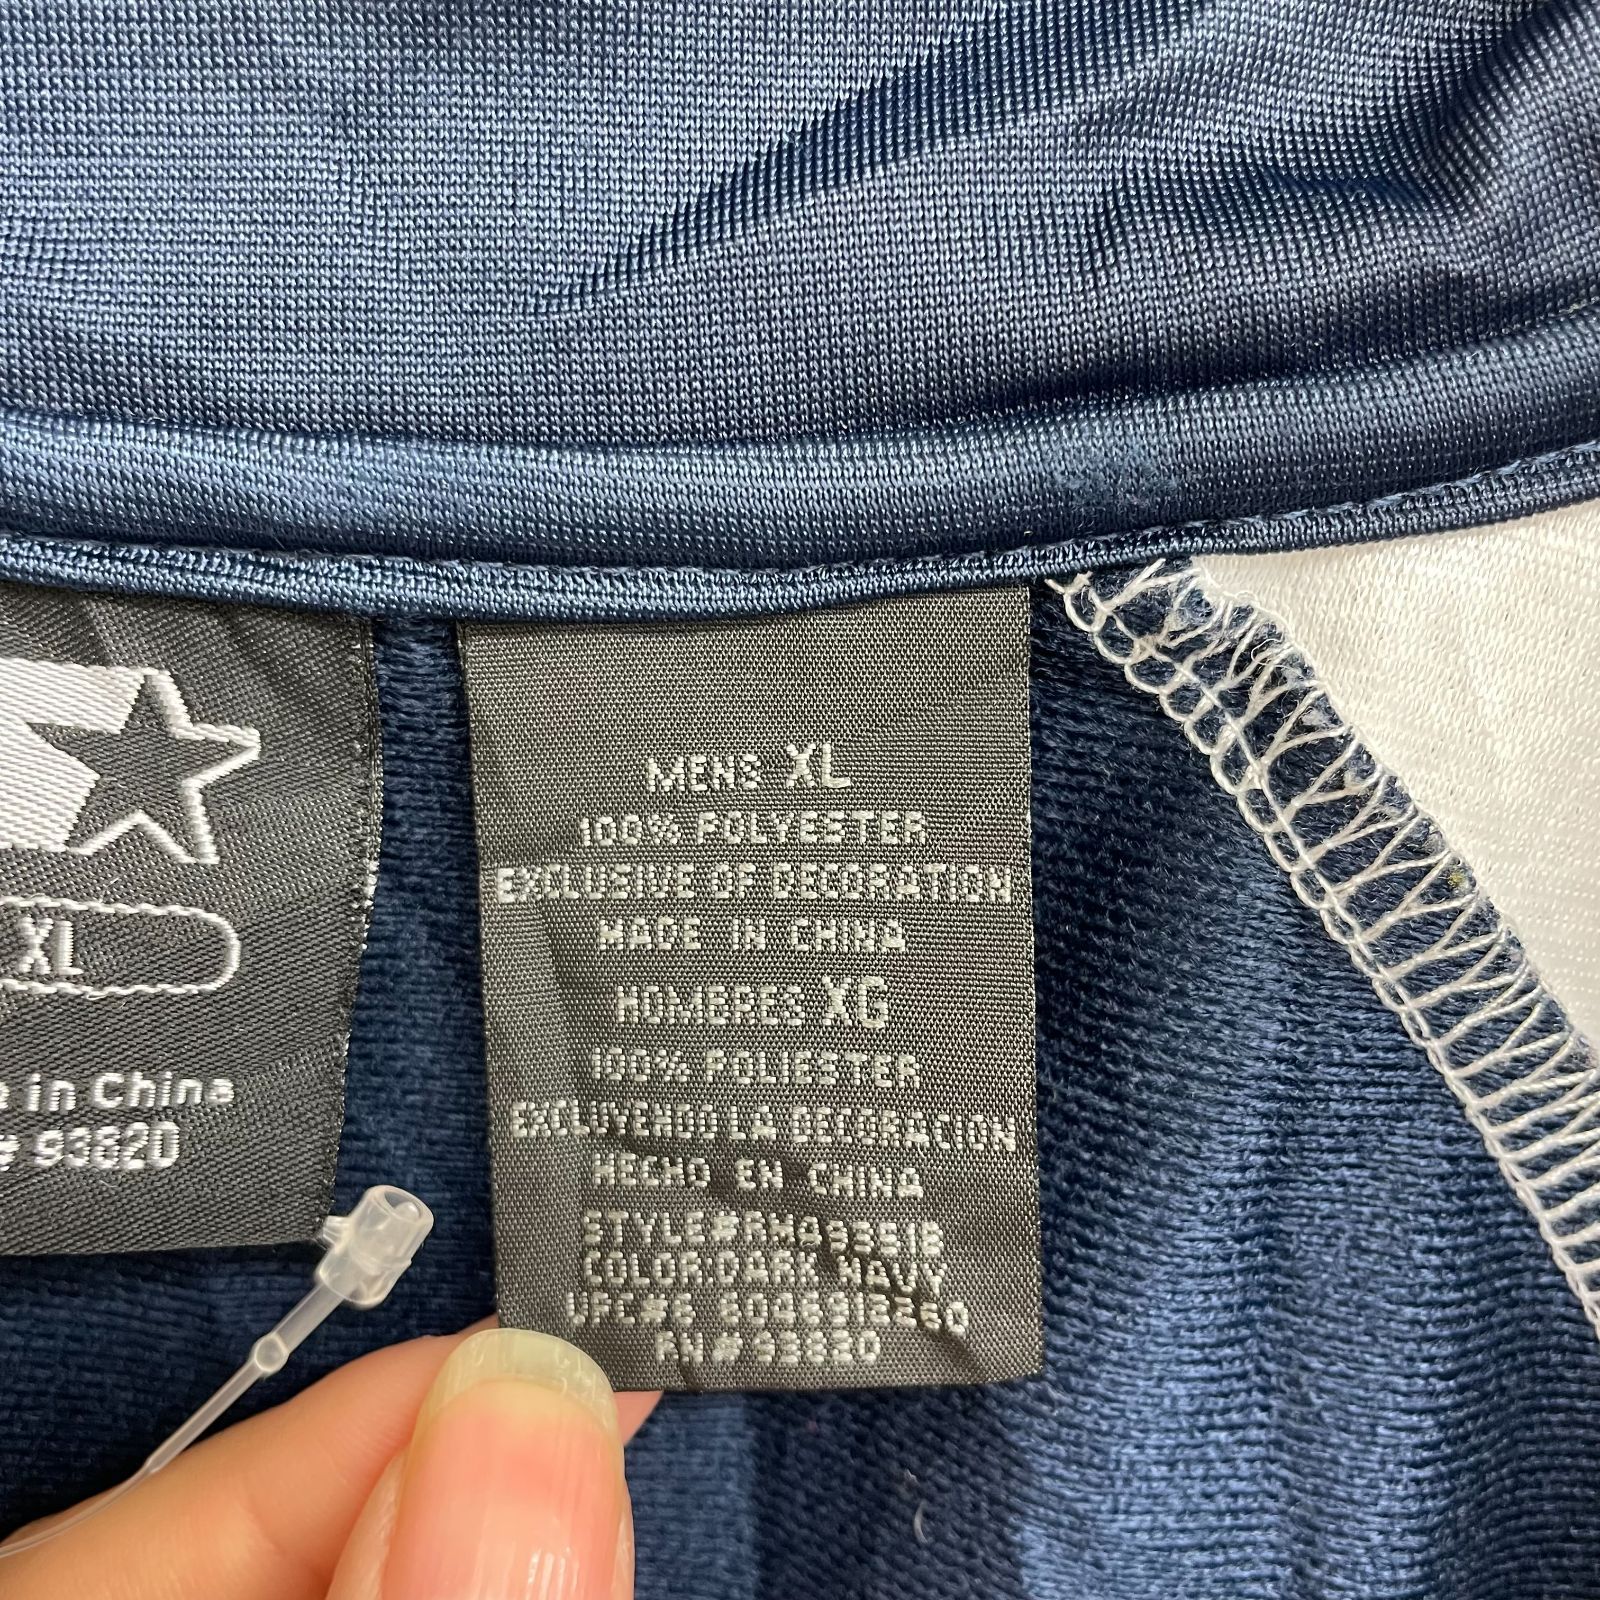 XL
in China
93820
MENS XL
100% POLYESTER
EXCLUSIVE OF DECORATION
MADE IN CHINA
HOMBRES XG
100% POLIESTER
EXCLUYENDO LA DECORACION
HECHO EN CHINA
COLOR:DARK NAVY
RN# 93820